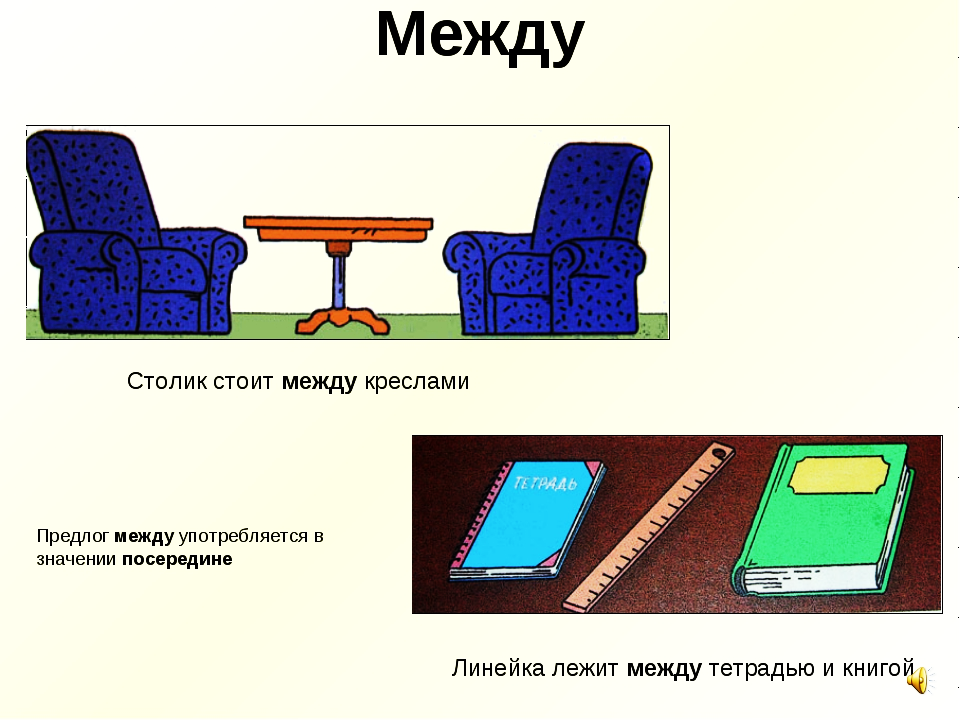 Между
Столик стоит между креслами
ТЕТРАДЬ
Предлог между употребляется в
значении посередине
Линейка лежит между тетрадью и книгой